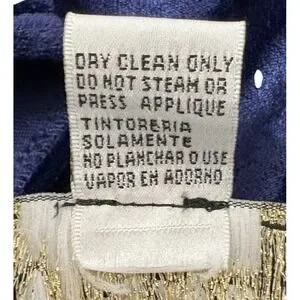 DRY CLEAN ONLY
DO NOT STEAM OR
PRESS APPLIQUE
TINTORERIA
SOLAMENTE
NO PLANCHAR O USE
VAPOR EN ADORNO